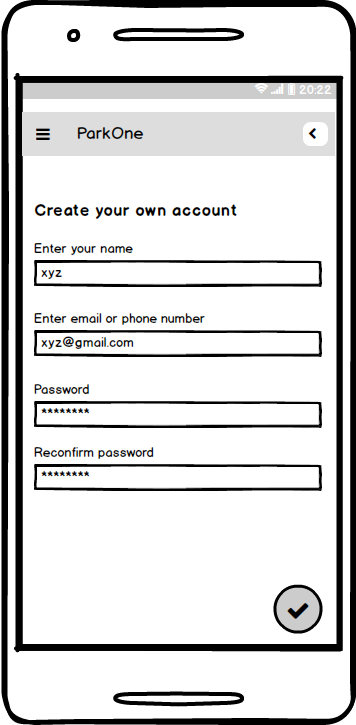 20:22
ParkOne
Create your own account
Enter your name
xyz
Enter email or phone number
xyz@gmail.com
Password
********
Reconfirm password
********